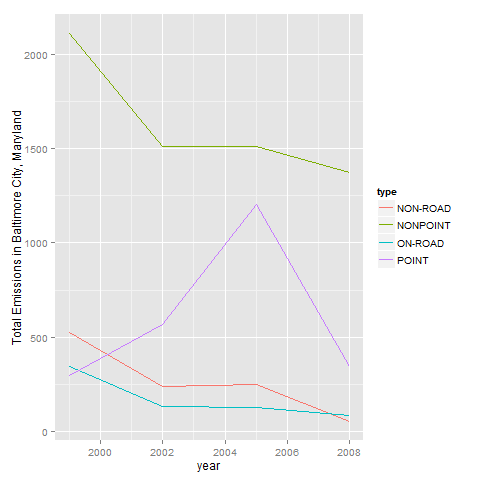 Total Emissions in Baltimore City, Maryland
2000
1500
1000
500
0
2000 2002 2004 2006 2008
year
type
NON-ROAD
NONPOINT
ON-ROAD
POINT